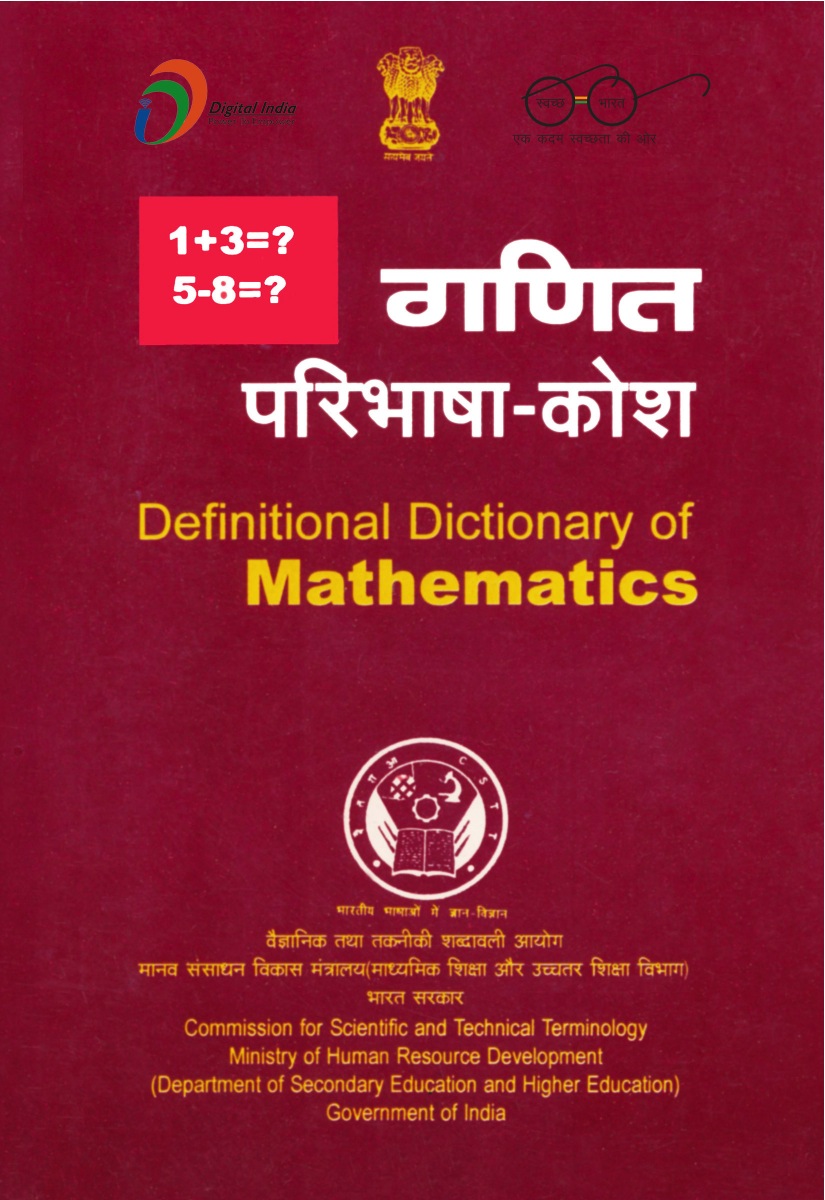 Digital India
सत्यमेव जयते
स्वच्छ भारत
एक कदम स्वच्छता की ओर
1+3=?
5-8=?
गणित
परिभाषा-कोश
Definitional Dictionary of
Mathematics
C S T T
भारतीय भाषाओं में ज्ञान-विज्ञान
वैज्ञानिक तथा तकनीकी शब्दावली आयोग
मानव संसाधन विकास मंत्रालय(माध्यमिक शिक्षा और उच्चतर शिक्षा विभाग)
भारत सरकार
Commission for Scientific and Technical Terminology
Ministry of Human Resource Development
(Department of Secondary Education and Higher Education)
Government of India